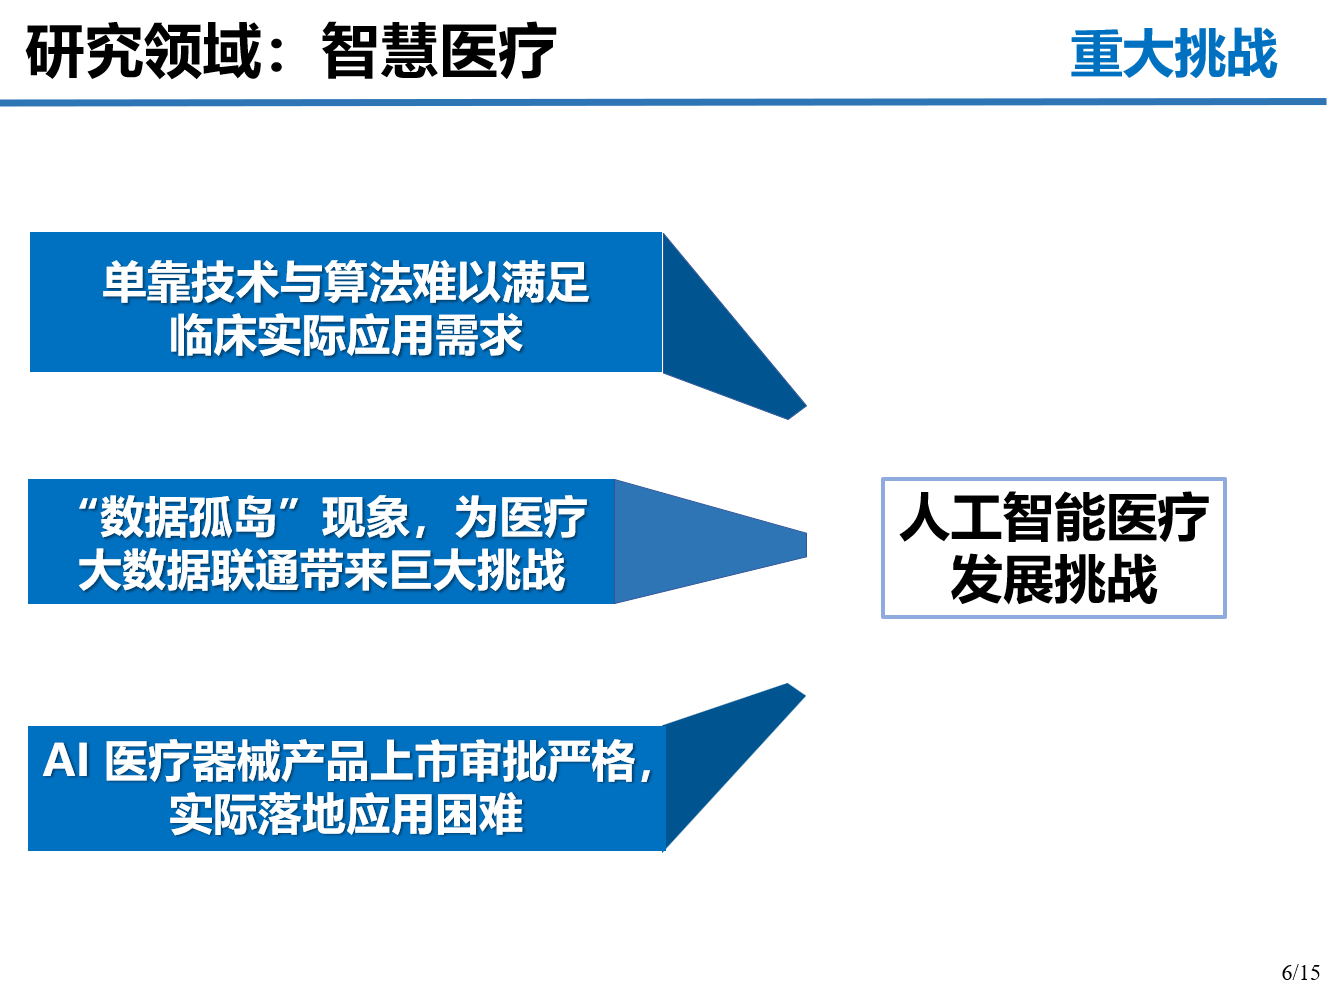 研究领域：智慧医疗
重大挑战
单靠技术与算法难以满足
临床实际应用需求
“数据孤岛”现象，为医疗
大数据联通带来巨大挑战
人工智能医疗
发展挑战
AI 医疗器械产品上市审批严格，
实际落地应用困难
6/15